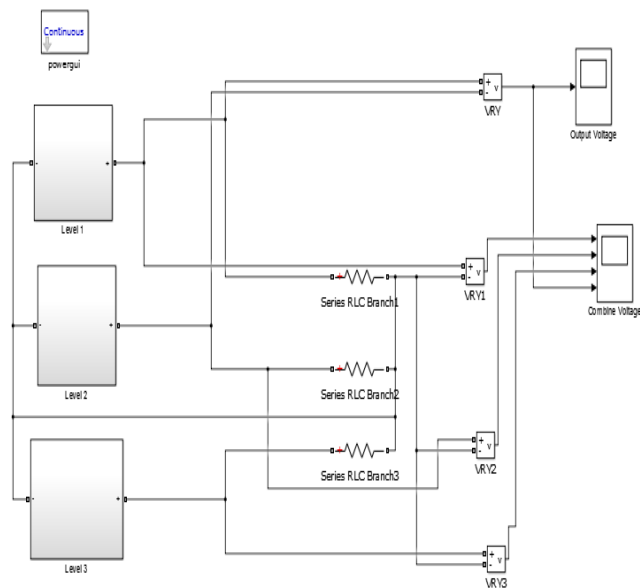 Continuous
powergui
+
-
v
VRY
Output Voltage
-
+
Level 1
+
-
v
VRY1
Combine Voltage
+
Series RLC Branch1
-
+
Level 2
+
Series RLC Branch2
+
-
v
VRY2
-
+
Level 3
+
Series RLC Branch3
+
-
v
VRY3